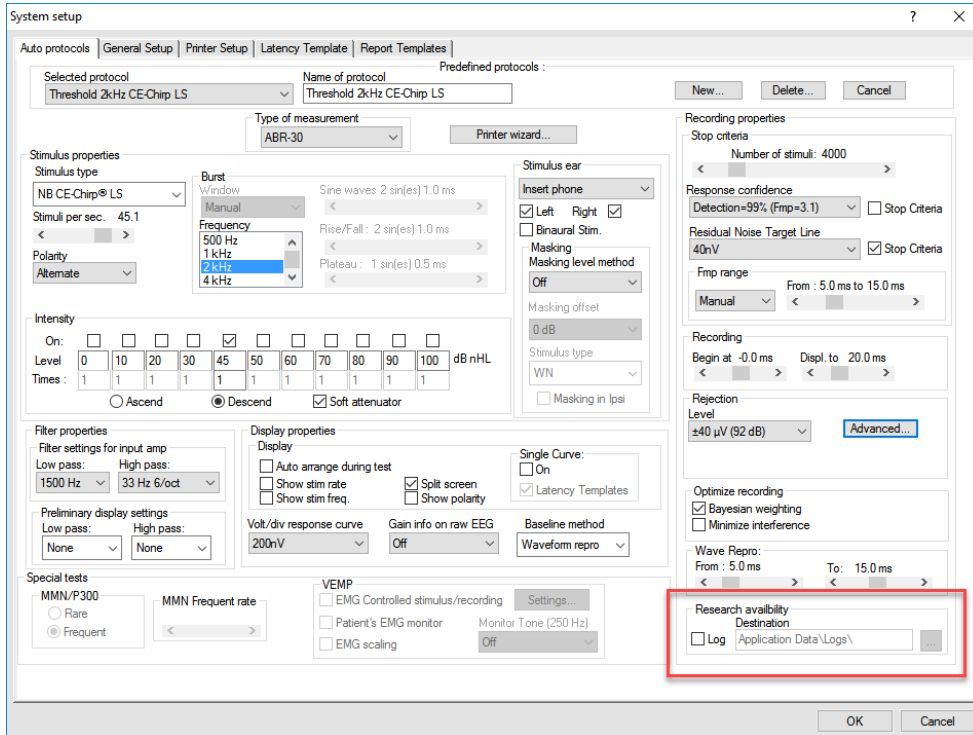 System setup
? X
Auto protocols General Setup Printer Setup Latency Template Report Templates
Predefined protocols :
Selected protocol
Threshold 2kHz CE-Chirp LS
Name of protocol
Threshold 2kHz CE-Chirp LS
New... Delete... Cancel
Type of measurement
ABR-30
Printer wizard...
Stimulus properties
Stimulus type
NB CE-Chirp® LS
Stimuli per sec. 45.1
Polarity
Alternate
Burst
Window
Manual
Frequency
500 Hz
1 kHz
2 kHz
4 kHz
Sine waves 2 sin(es) 1.0 ms
Rise/Fall : 2 sin(es) 1.0 ms
Plateau : 1 sin(es) 0.5 ms
Intensity
On:
Level 0 10 20 30 45 50 60 70 80 90 100 dB nHL
Times : 1 1 1 1 1 1 1 1 1 1 1
Ascend Descend Soft attenuator
Stimulus ear
Insert phone
Left Right
Binaural Stim.
Masking
Masking level method
Off
Masking offset
0 dB
Stimulus type
WN
Masking in Ipsi
Recording properties
Stop criteria
Number of stimuli: 4000
Response confidence
Detection=99% (Fmp=3.1) Stop Criteria
Residual Noise Target Line
40nV Stop Criteria
Fmp range
From : 5.0 ms to 15.0 ms
Manual
Recording
Begin at -0.0 ms Displ. to 20.0 ms
Rejection
Level
±40 µV (92 dB) Advanced...
Optimize recording
Bayesian weighting
Minimize interference
Wave Repro:
From : 5.0 ms To: 15.0 ms
Research availbility
Destination
Log Application Data\Logs\ ...
Filter properties
Filter settings for input amp
Low pass: High pass:
1500 Hz 33 Hz 6/oct
Preliminary display settings
Low pass: High pass:
None None
Display properties
Display
Auto arrange during test
Show stim rate Split screen
Show stim freq. Show polarity
Single Curve:
On
Latency Templates
Volt/div response curve Gain info on raw EEG Baseline method
200nV Off Waveform repro
Special tests
MMN/P300
Rare
Frequent
MMN Frequent rate
VEMP
EMG Controlled stimulus/recording Settings...
Patient's EMG monitor Monitor Tone (250 Hz)
EMG scaling Off
OK Cancel